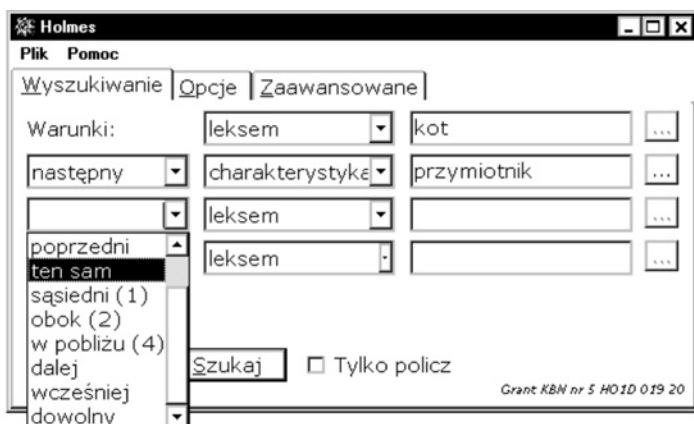 Holmes
Plik Pomoc
Wyszukiwanie Opcje Zaawansowane
Warunki: leksem kot ...
następny charakterystyka przymiotnik ...
leksem ...
poprzedni
ten sam leksem ...
sąsiedni (1)
obok (2)
w pobliżu (4)
dalej Szukaj Tylko policz
wcześniej Grant KBN nr 5 HO1D 019 20
dowolny